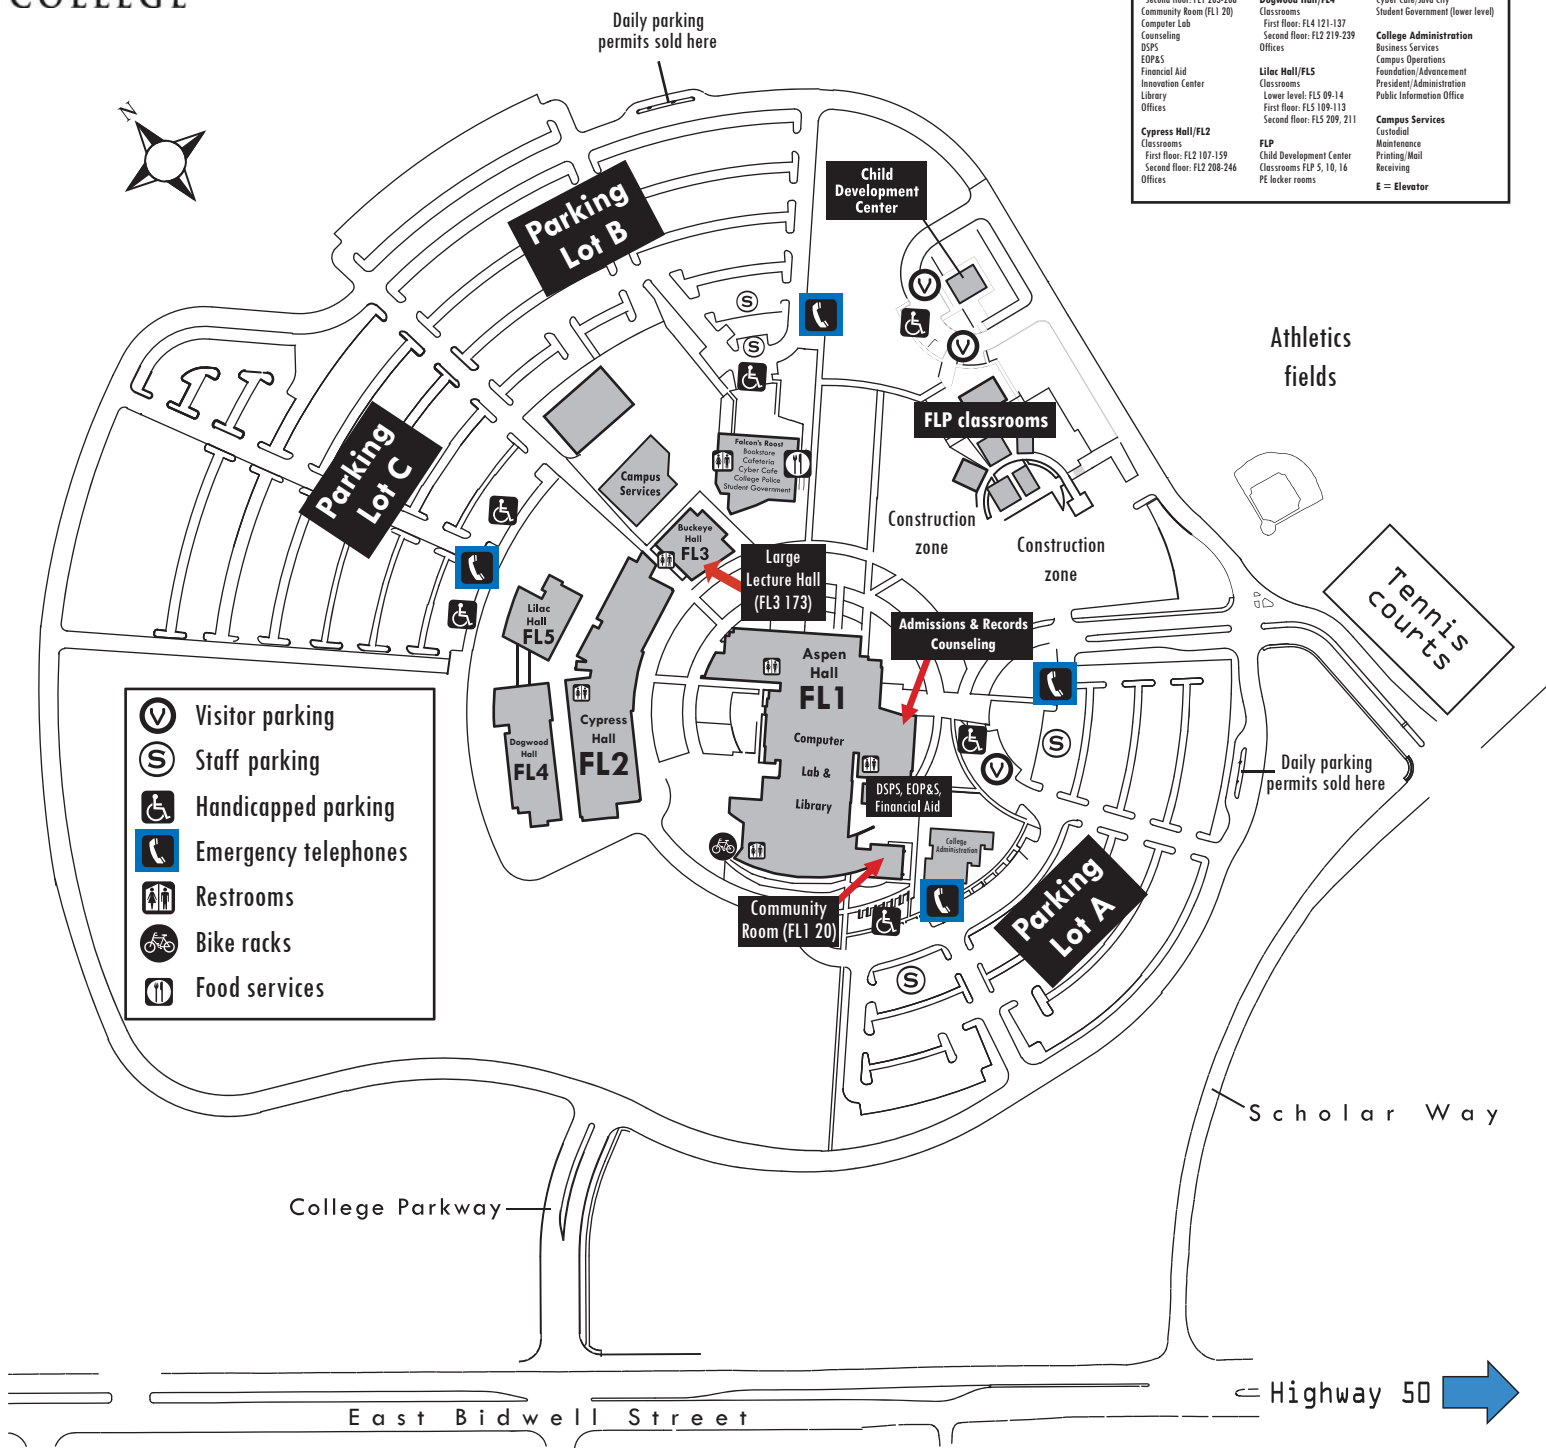 COLLEGE
Daily parking
permits sold here
Community Room (FL1 20)
Computer Lab
Counseling
DSPS
EOP&S
Financial Aid
Innovation Center
Library
Offices
Cypress Hall/FL2
Classrooms
First floor: FL2 107-159
Second floor: FL2 208-246
Offices
Dogwood Hall/FL4
Classrooms
First floor: FL4 121-137
Second floor: FL2 219-239
Offices
Lilac Hall/FL5
Classrooms
Lower level: FL5 09-14
First floor: FL5 109-113
Second floor: FL5 209, 211
FLP
Child Development Center
Classrooms FLP 5, 10, 16
PE locker rooms
Cyber Cafe/Java City
Student Government (lower level)
College Administration
Business Services
Campus Operations
Foundation/Advancement
President/Administration
Public Information Office
Campus Services
Custodial
Maintenance
Printing/Mail
Receiving
E = Elevator
N
Parking
Lot B
Child
Development
Center
V
S
S
V
Athletics
fields
FLP classrooms
Parking
Lot C
Falcon's Roost
Bookstore
Cafeteria
Cyber Cafe
College Police
Student Government
Campus
Services
Buckeye
Hall
FL3
Construction
zone
Construction
zone
Large
Lecture Hall
(FL3 173)
Tennis
courts
Lilac
Hall
FL5
Admissions & Records
Counseling
Aspen
Hall
FL1
Computer
Lab &
Library
Cypress
Hall
FL2
Dogwood
Hall
FL4
S
V
DSPS, EOP&S,
Financial Aid
Daily parking
permits sold here
College
Administration
Parking
Lot A
Community
Room (FL1 20)
S
V Visitor parking
S Staff parking
Handicapped parking
Emergency telephones
Restrooms
Bike racks
Food services
Scholar Way
College Parkway
Highway 50
East Bidwell Street